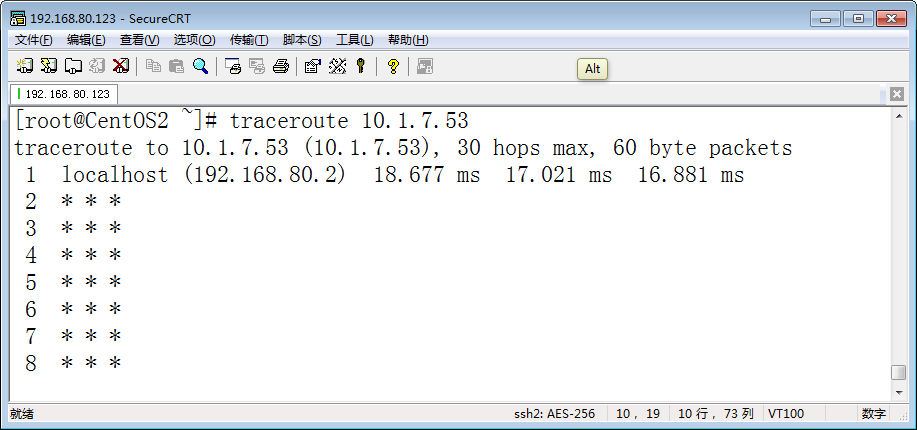 192.168.80.123 - SecureCRT
文件(F) 编辑(E) 查看(V) 选项(O) 传输(T) 脚本(S) 工具(L) 帮助(H)
Alt
192.168.80.123
[root@CentOS2 ~]# traceroute 10.1.7.53
traceroute to 10.1.7.53 (10.1.7.53), 30 hops max, 60 byte packets
 1  localhost (192.168.80.2)  18.677 ms  17.021 ms  16.881 ms
 2  * * *
 3  * * *
 4  * * *
 5  * * *
 6  * * *
 7  * * *
 8  * * *
就绪 ssh2: AES-256 10 , 19 10 行, 73 列 VT100 数字